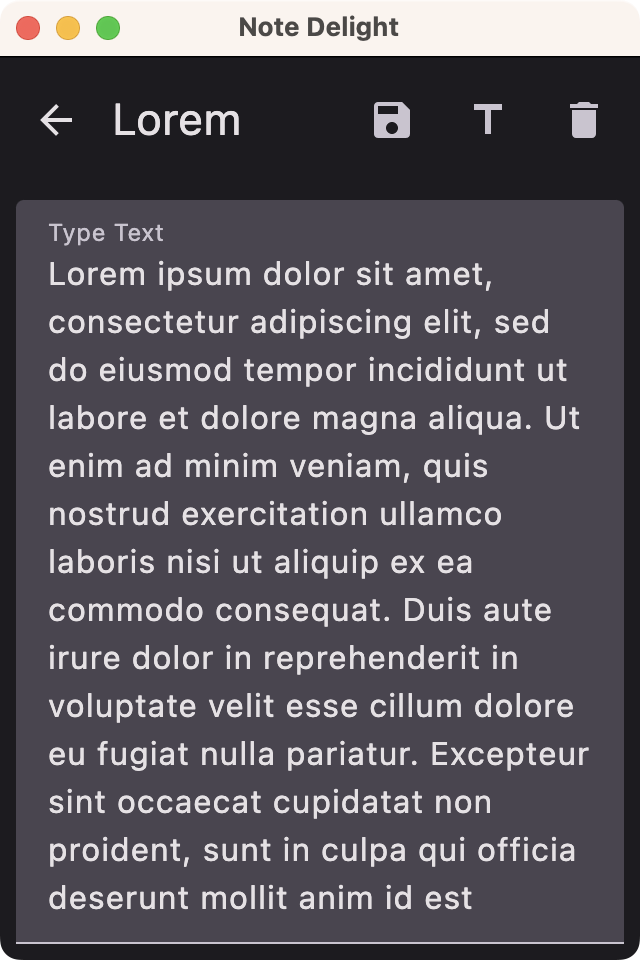 Note Delight
Lorem
Type Text
Lorem ipsum dolor sit amet,
consectetur adipiscing elit, sed
do eiusmod tempor incididunt ut
labore et dolore magna aliqua. Ut
enim ad minim veniam, quis
nostrud exercitation ullamco
laboris nisi ut aliquip ex ea
commodo consequat. Duis aute
irure dolor in reprehenderit in
voluptate velit esse cillum dolore
eu fugiat nulla pariatur. Excepteur
sint occaecat cupidatat non
proident, sunt in culpa qui officia
deserunt mollit anim id est